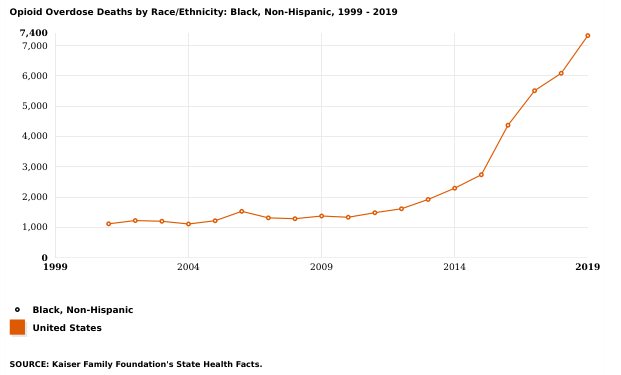 Opioid Overdose Deaths by Race/Ethnicity: Black, Non-Hispanic, 1999 - 2019
7,400
7,000
6,000
5,000
4,000
3,000
2,000
1,000
0
1999 2004 2009 2014 2019
Black, Non-Hispanic
United States
SOURCE: Kaiser Family Foundation's State Health Facts.